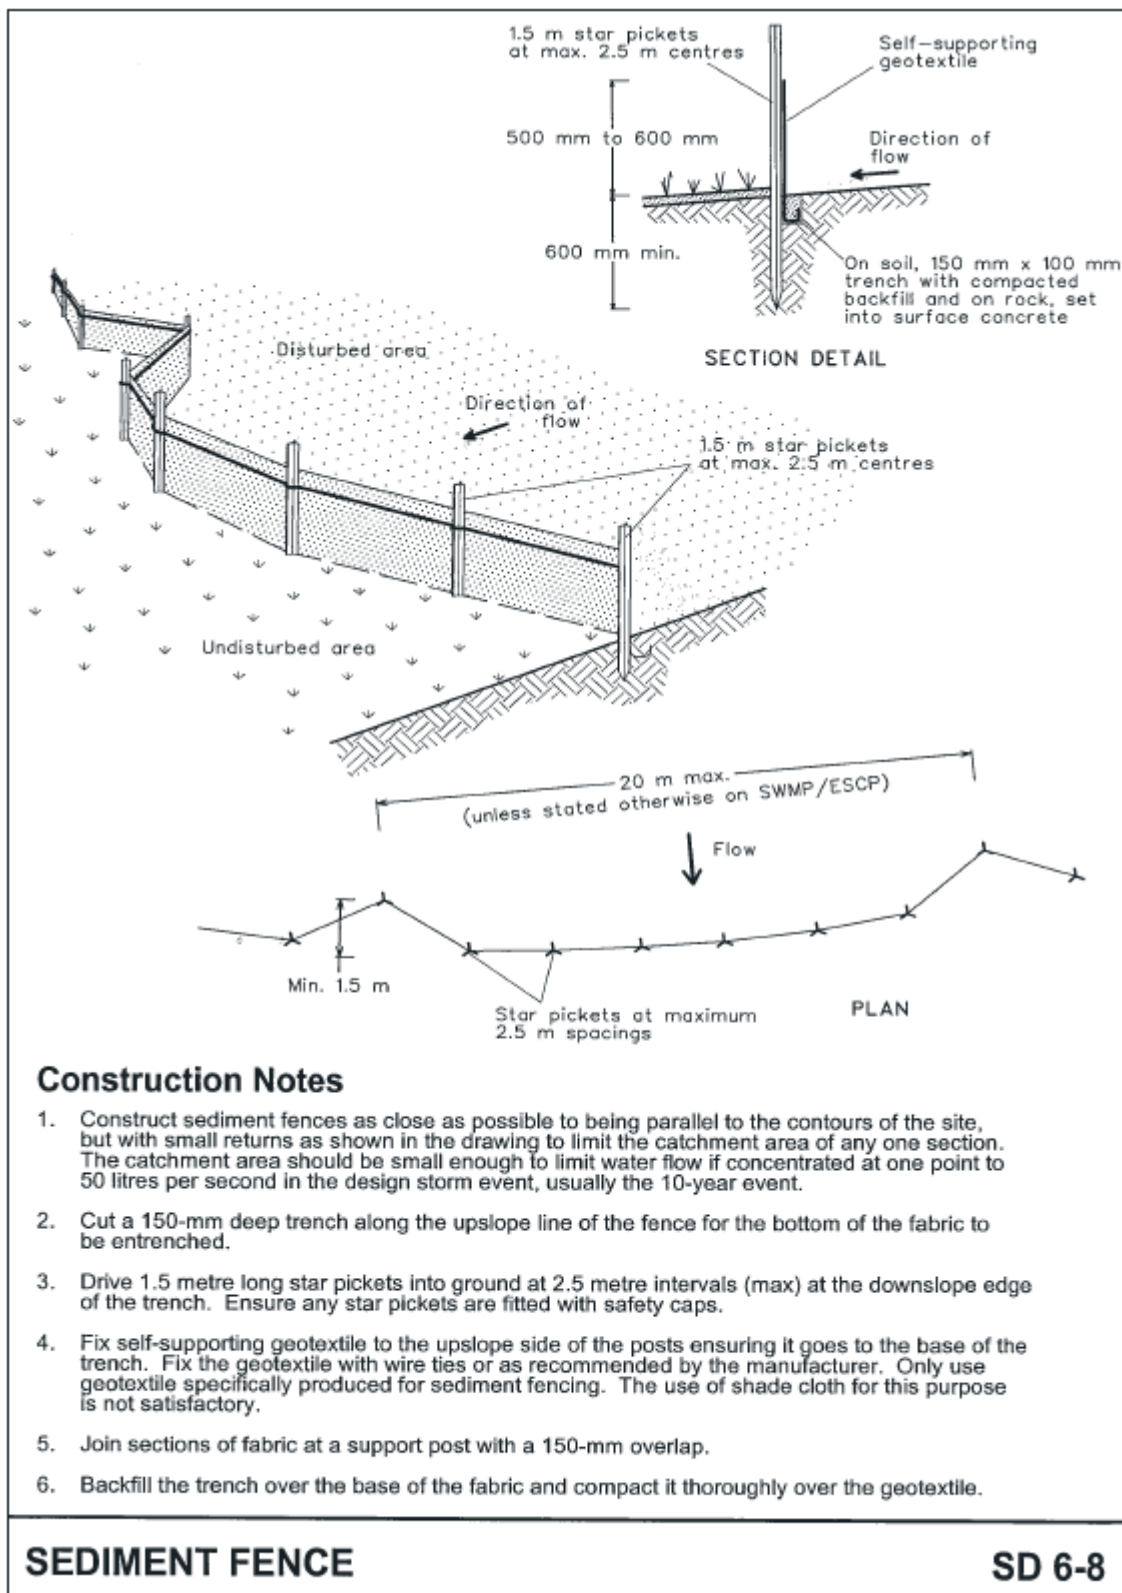 1.5 m star pickets
at max. 2.5 m centres
Self-supporting
geotextile
500 mm to 600 mm
Direction of
flow
600 mm min.
On soil, 150 mm x 100 mm
trench with compacted
backfill and on rock, set
into surface concrete
SECTION DETAIL
Disturbed area
Direction of
flow
1.5 m star pickets
at max. 2.5 m centres
Undisturbed area
20 m max.
(unless stated otherwise on SWMP/ESCP)
Flow
Min. 1.5 m
Star pickets at maximum
2.5 m spacings
PLAN
Construction Notes
1. Construct sediment fences as close as possible to being parallel to the contours of the site,
but with small returns as shown in the drawing to limit the catchment area of any one section.
The catchment area should be small enough to limit water flow if concentrated at one point to
50 litres per second in the design storm event, usually the 10-year event.
2. Cut a 150-mm deep trench along the upslope line of the fence for the bottom of the fabric to
be entrenched.
3. Drive 1.5 metre long star pickets into ground at 2.5 metre intervals (max) at the downslope edge
of the trench. Ensure any star pickets are fitted with safety caps.
4. Fix self-supporting geotextile to the upslope side of the posts ensuring it goes to the base of the
trench. Fix the geotextile with wire ties or as recommended by the manufacturer. Only use
geotextile specifically produced for sediment fencing. The use of shade cloth for this purpose
is not satisfactory.
5. Join sections of fabric at a support post with a 150-mm overlap.
6. Backfill the trench over the base of the fabric and compact it thoroughly over the geotextile.
SEDIMENT FENCE
SD 6-8